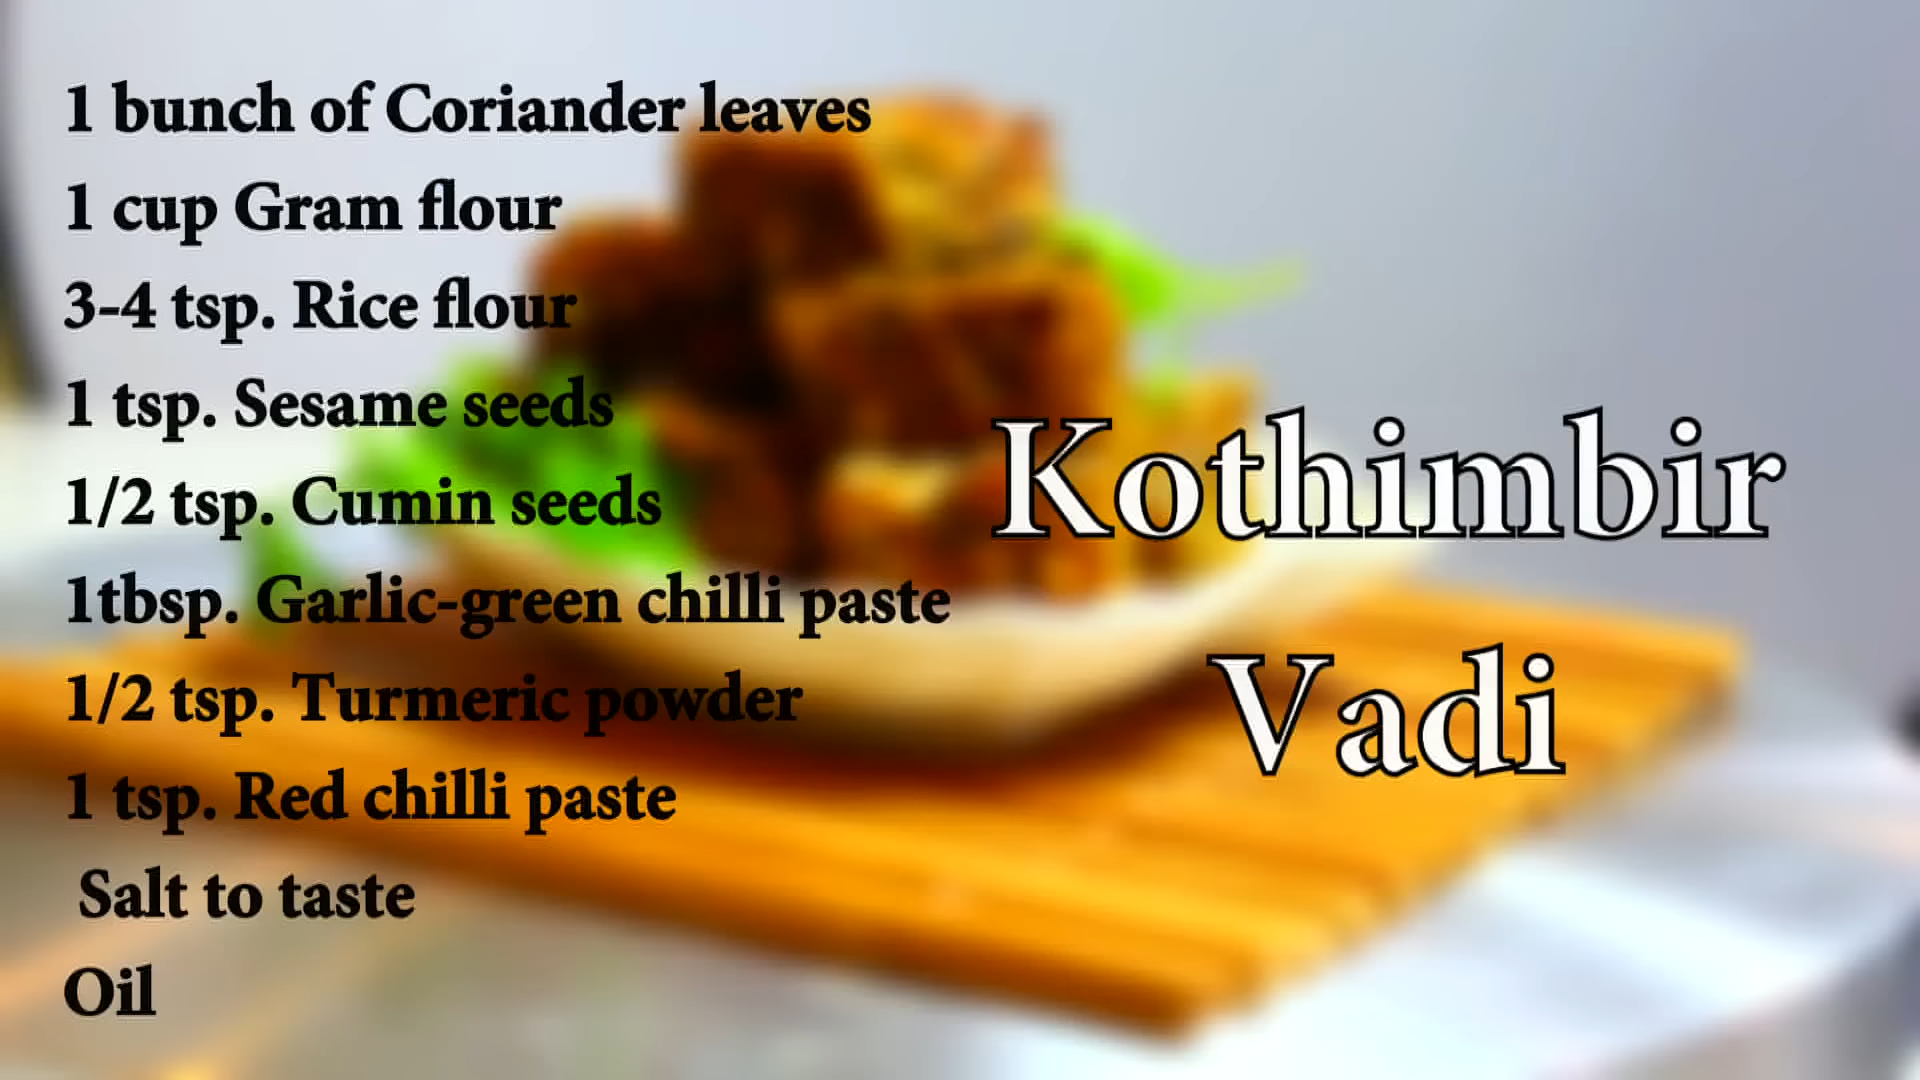 1 bunch of Coriander leaves
1 cup Gram flour
3-4 tsp. Rice flour
1 tsp. Sesame seeds
1/2 tsp. Cumin seeds
1tbsp. Garlic-green chilli paste
1/2 tsp. Turmeric powder
1 tsp. Red chilli paste
Salt to taste
Oil
Kothimbir
Vadi